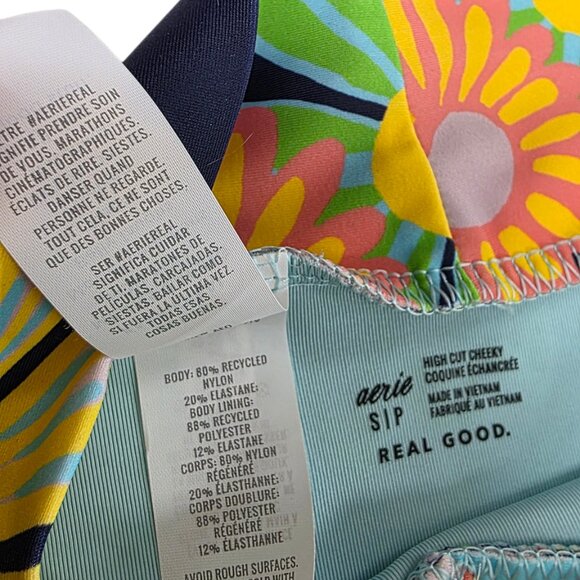 TRE #AERIEREAL
SIGNIFIE PRENDRE SOIN
DE VOUS, MARATHONS
CINÉMATOGRAPHIQUES,
ÉCLATS DE RIRE, SIESTES.
DANSER QUAND
PERSONNE NE REGARDE.
TOUT CELA, CE NE SONT
QUE DES BONNES CHOSES.
SER #AERIEREAL
SIGNIFICA CUIDAR
DE TI. MARATONES DE
PELÍCULAS, CARCAJADAS,
SIESTAS. BAILAR COMO
SI FUERA LA ÚLTIMA VEZ.
TODAS ESAS
COSAS BUENAS.
BODY: 80% RECYCLED
NYLON
20% ELASTANE:
BODY LINING:
88% RECYCLED
POLYESTER
12% ELASTANE
CORPS: 80% NYLON
RÉGÉNÉRÉ
20% ÉLASTHANNE:
CORPS DOUBLURE:
88% POLYESTER
RÉGÉNÉRÉ
12% ÉLASTHANNE
AVOID ROUGH SURFACES.
aerie
S|P
HIGH CUT CHEEKY
COQUINE ÉCHANCRÉE
MADE IN VIETNAM
FABRIQUÉ AU VIETNAM
REAL GOOD.